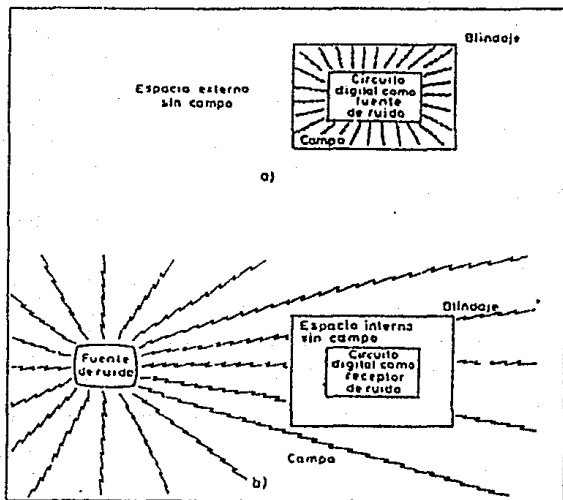 Blindaje
Espacio externo
sin campo
Circuito
digital como
fuente
de ruido
Campo
a)
Blindaje
Espacio interno
sin campo
Circuito
digital como
receptor
de ruido
Fuente
de ruido
Campo
b)